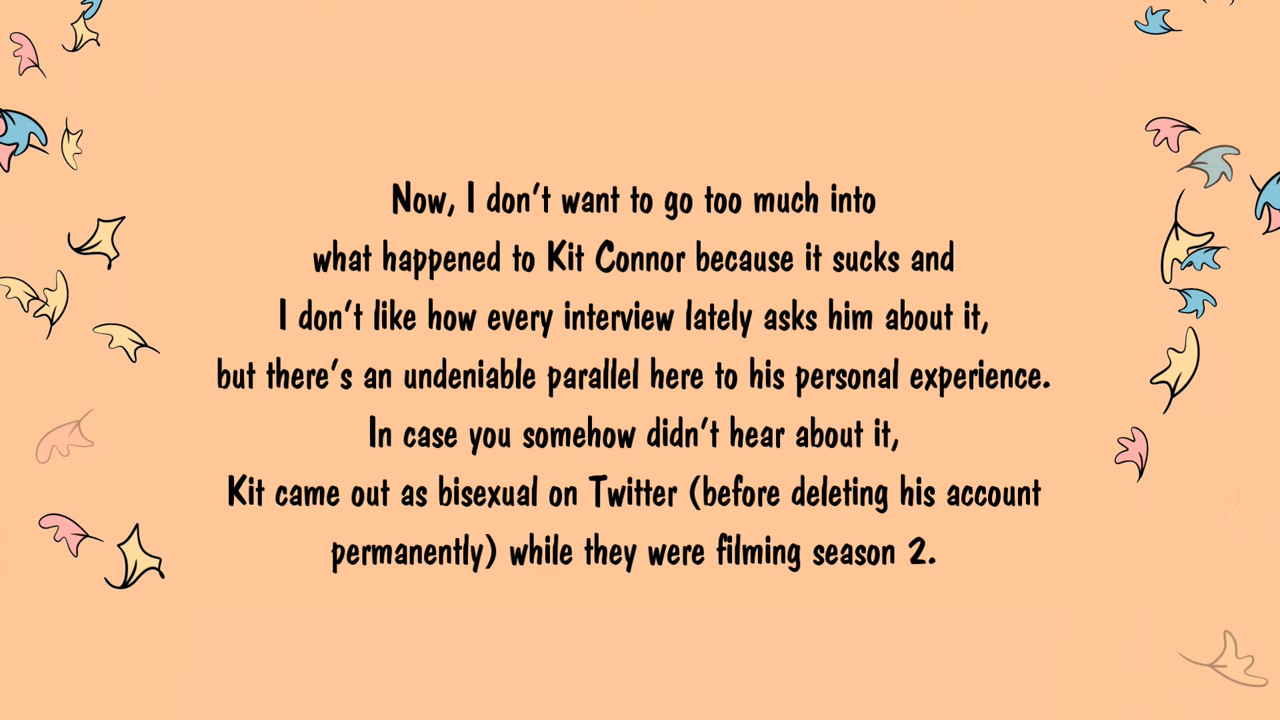 Now, I don't want to go too much into
what happened to Kit Connor because it sucks and
I don't like how every interview lately asks him about it,
but there's an undeniable parallel here to his personal experience.
In case you somehow didn't hear about it,
Kit came out as bisexual on Twitter (before deleting his account
permanently) while they were filming season 2.